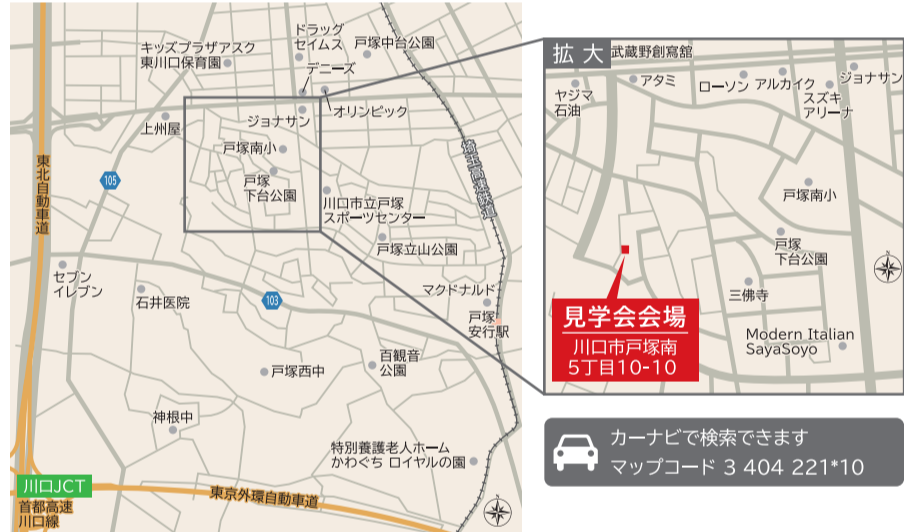 ドラッグ
セイムス
戸塚中台公園
キッズプラザアスク
東川口保育園
デニーズ
オリンピック
ジョナサン
上州屋
戸塚南小
戸塚
下台公園
105
東北自動車道
埼玉高速鉄道
川口市立戸塚
スポーツセンター
戸塚立山公園
セブン
イレブン
石井医院
103
マクドナルド
戸塚
安行駅
戸塚西中
百観音
公園
神根中
特別養護老人ホーム
かわぐち ロイヤルの園
川口JCT
首都高速
川口線
東京外環自動車道
N
拡大
武蔵野創寫舘
ヤジマ
石油
アタミ
ローソン
アルカイク
ジョナサン
スズキ
アリーナ
戸塚南小
戸塚
下台公園
三佛寺
N
Modern Italian
SayaSoyo
見学会会場
川口市戸塚南
5丁目10-10
カーナビで検索できます
マップコード 3 404 221*10